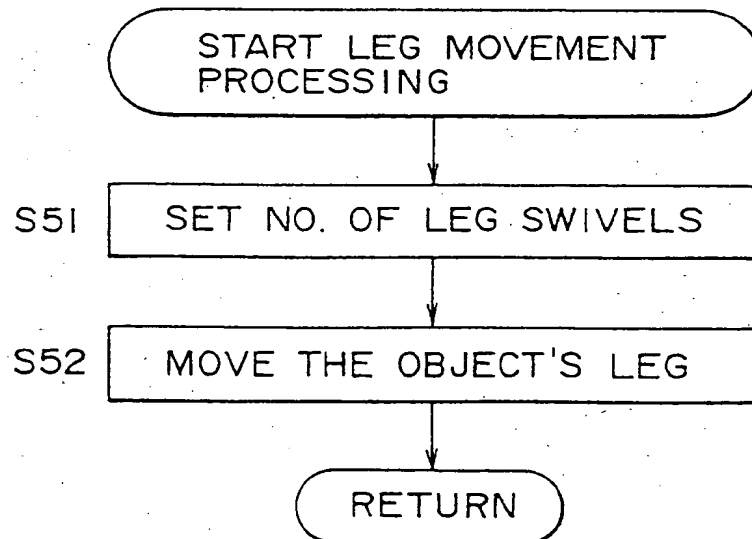 START LEG MOVEMENT
PROCESSING
S51 SET NO. OF LEG SWIVELS
S52 MOVE THE OBJECT'S LEG
RETURN